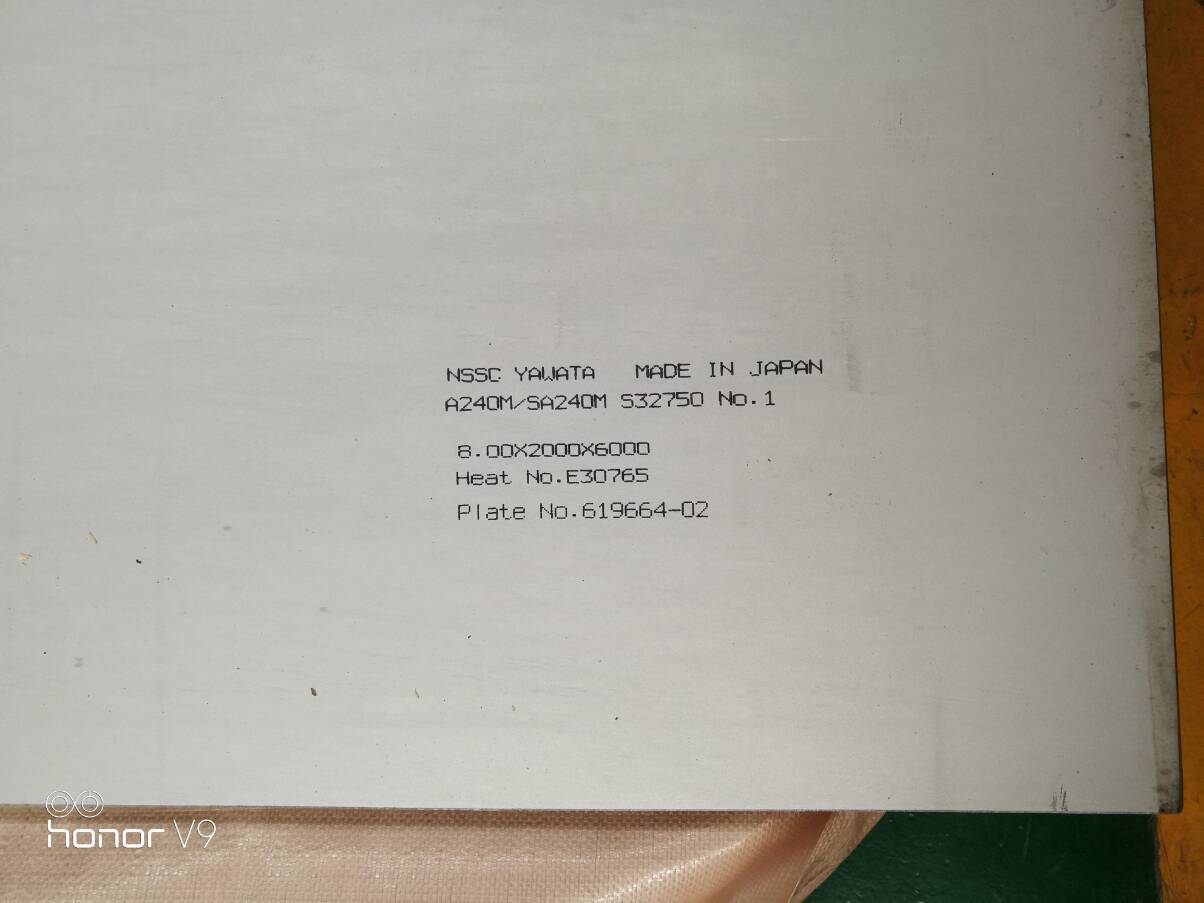 NSSC YAWATA MADE IN JAPAN
A240M/SA240M S32750 No.1
8.00X2000X6000
Heat No.E30765
Plate No.619664-02
honor V9